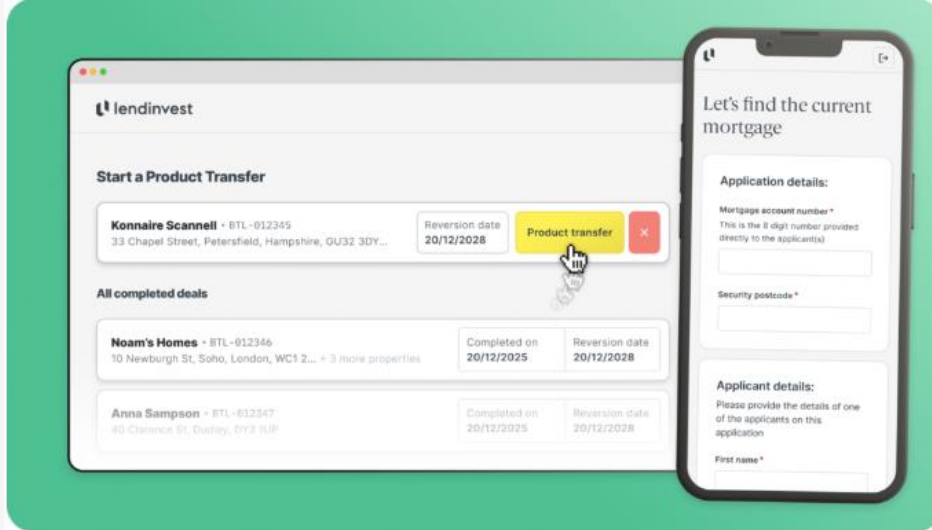 lendinvest
Start a Product Transfer
Konnaire Scannell · BTL-012345
33 Chapel Street, Petersfield, Hampshire, GU32 3DY...
Reversion date
20/12/2028
Product transfer
×
All completed deals
Noam's Homes · BTL-012346
10 Newburgh St, Soho, London, WC1 2... + 3 more properties
Completed on
20/12/2025
Reversion date
20/12/2028
Anna Sampson · BTL-012347
40 Clarence St, Dudley, DY3 1UP
Completed on
20/12/2025
Reversion date
20/12/2028
Let's find the current
mortgage
Application details:
Mortgage account number *
This is the 8 digit number provided
directly to the applicant(s)
Security postcode *
Applicant details:
Please provide the details of one
of the applicants on this
application
First name *